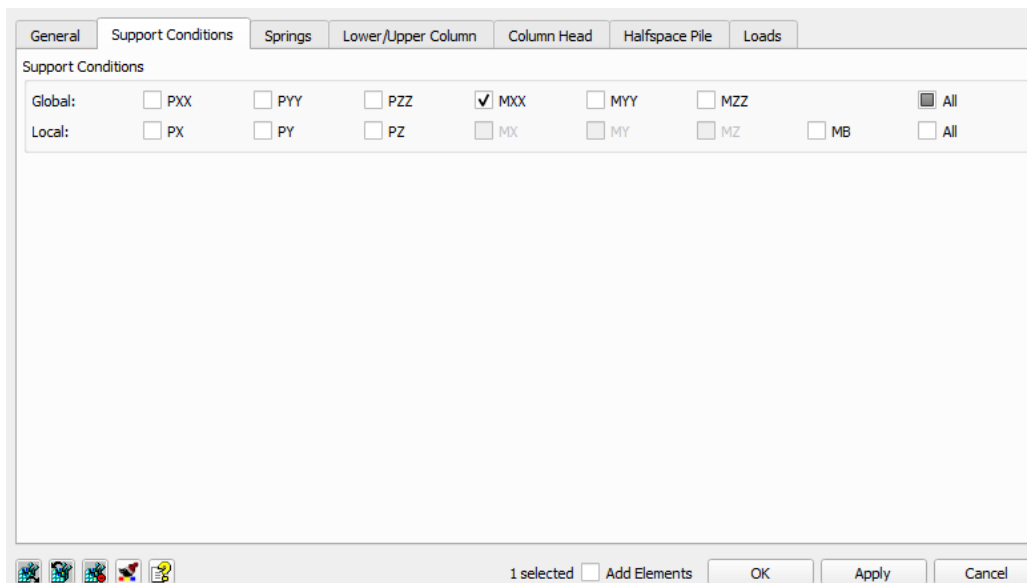 General Support Conditions Springs Lower/Upper Column Column Head Halfspace Pile Loads
Support Conditions
Global: PXX PYY PZZ MXX MYY MZZ All
Local: PX PY PZ MX MY MZ MB All
1 selected Add Elements OK Apply Cancel